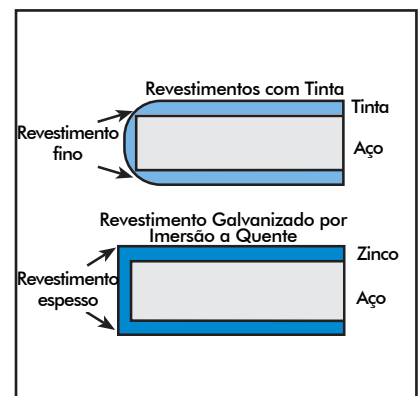 Revestimentos com Tinta
Tinta
Revestimento
fino
Aço
Revestimento Galvanizado por
Imersão a Quente
Zinco
Revestimento
espesso
Aço